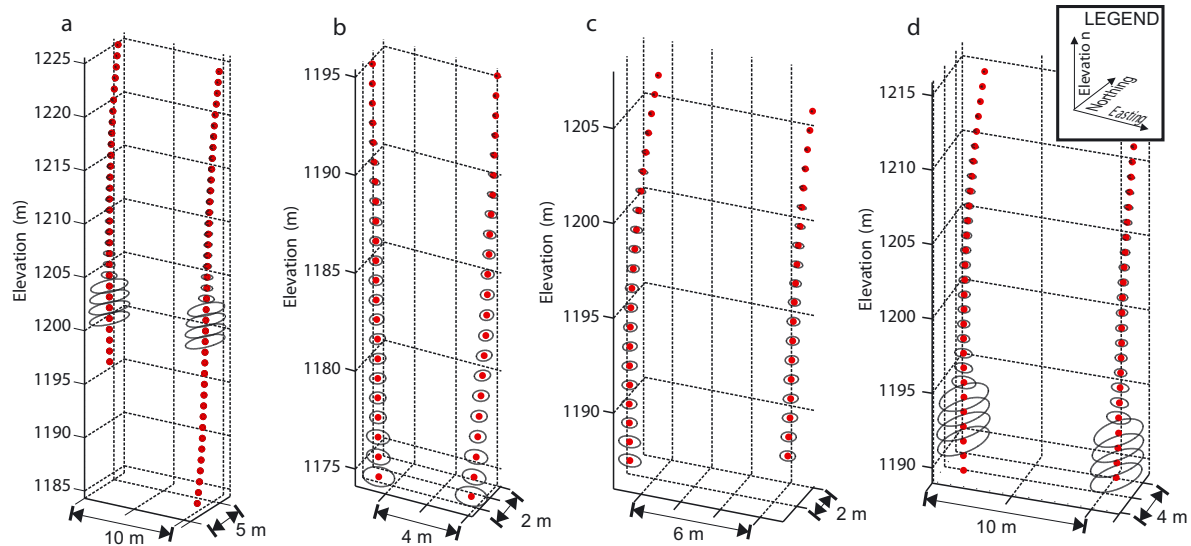 a
b
c
d
LEGEND
Elevation
Northing
Easting
Elevation (m)
1225
1220
1215
1210
1205
1200
1195
1190
1185
10 m
5 m
Elevation (m)
1195
1190
1185
1180
1175
4 m
2 m
Elevation (m)
1205
1200
1195
1190
6 m
2 m
Elevation (m)
1215
1210
1205
1200
1195
1190
10 m
4 m